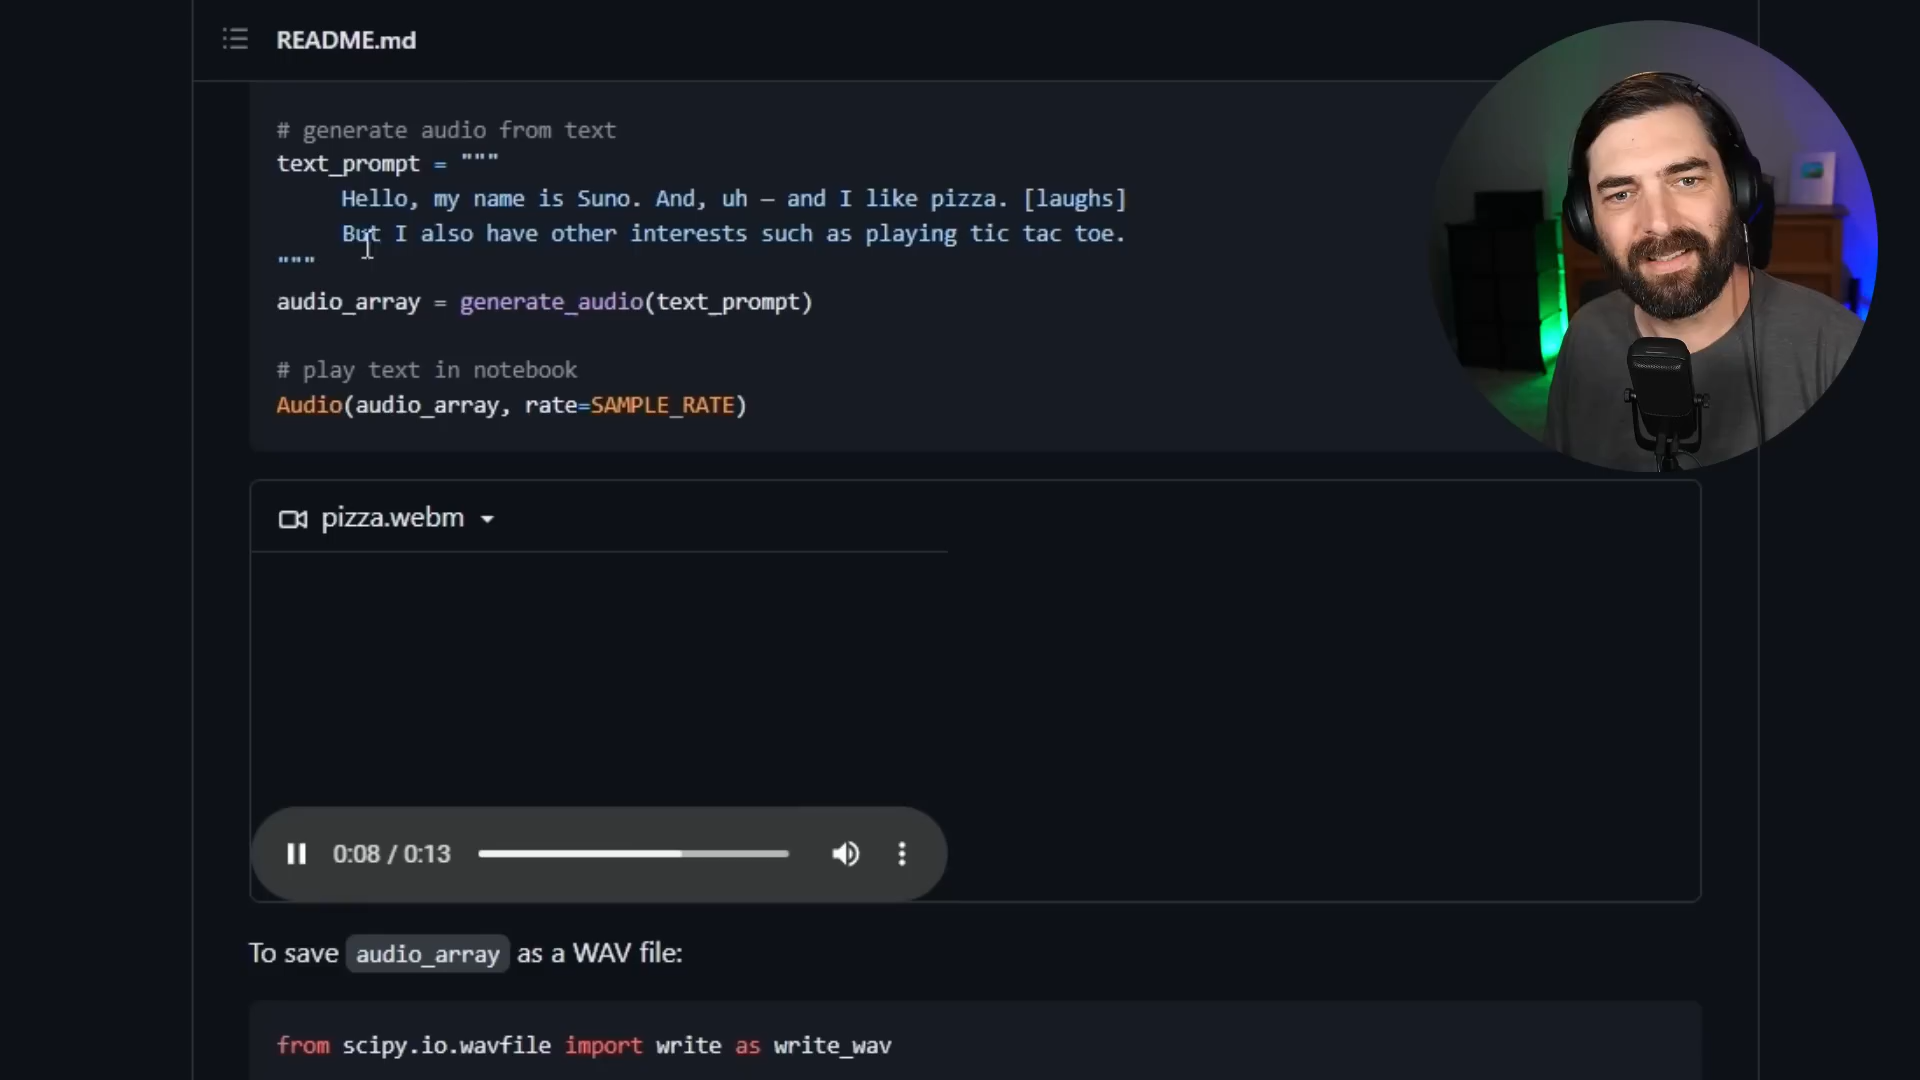 README.md
# generate audio from text
text_prompt = """
Hello, my name is Suno. And, uh — and I like pizza. [laughs]
But I also have other interests such as playing tic tac toe.
"""
audio_array = generate_audio(text_prompt)
# play text in notebook
Audio(audio_array, rate=SAMPLE_RATE)
pizza.webm
0:08 / 0:13
To save audio_array as a WAV file:
from scipy.io.wavfile import write as write_wav